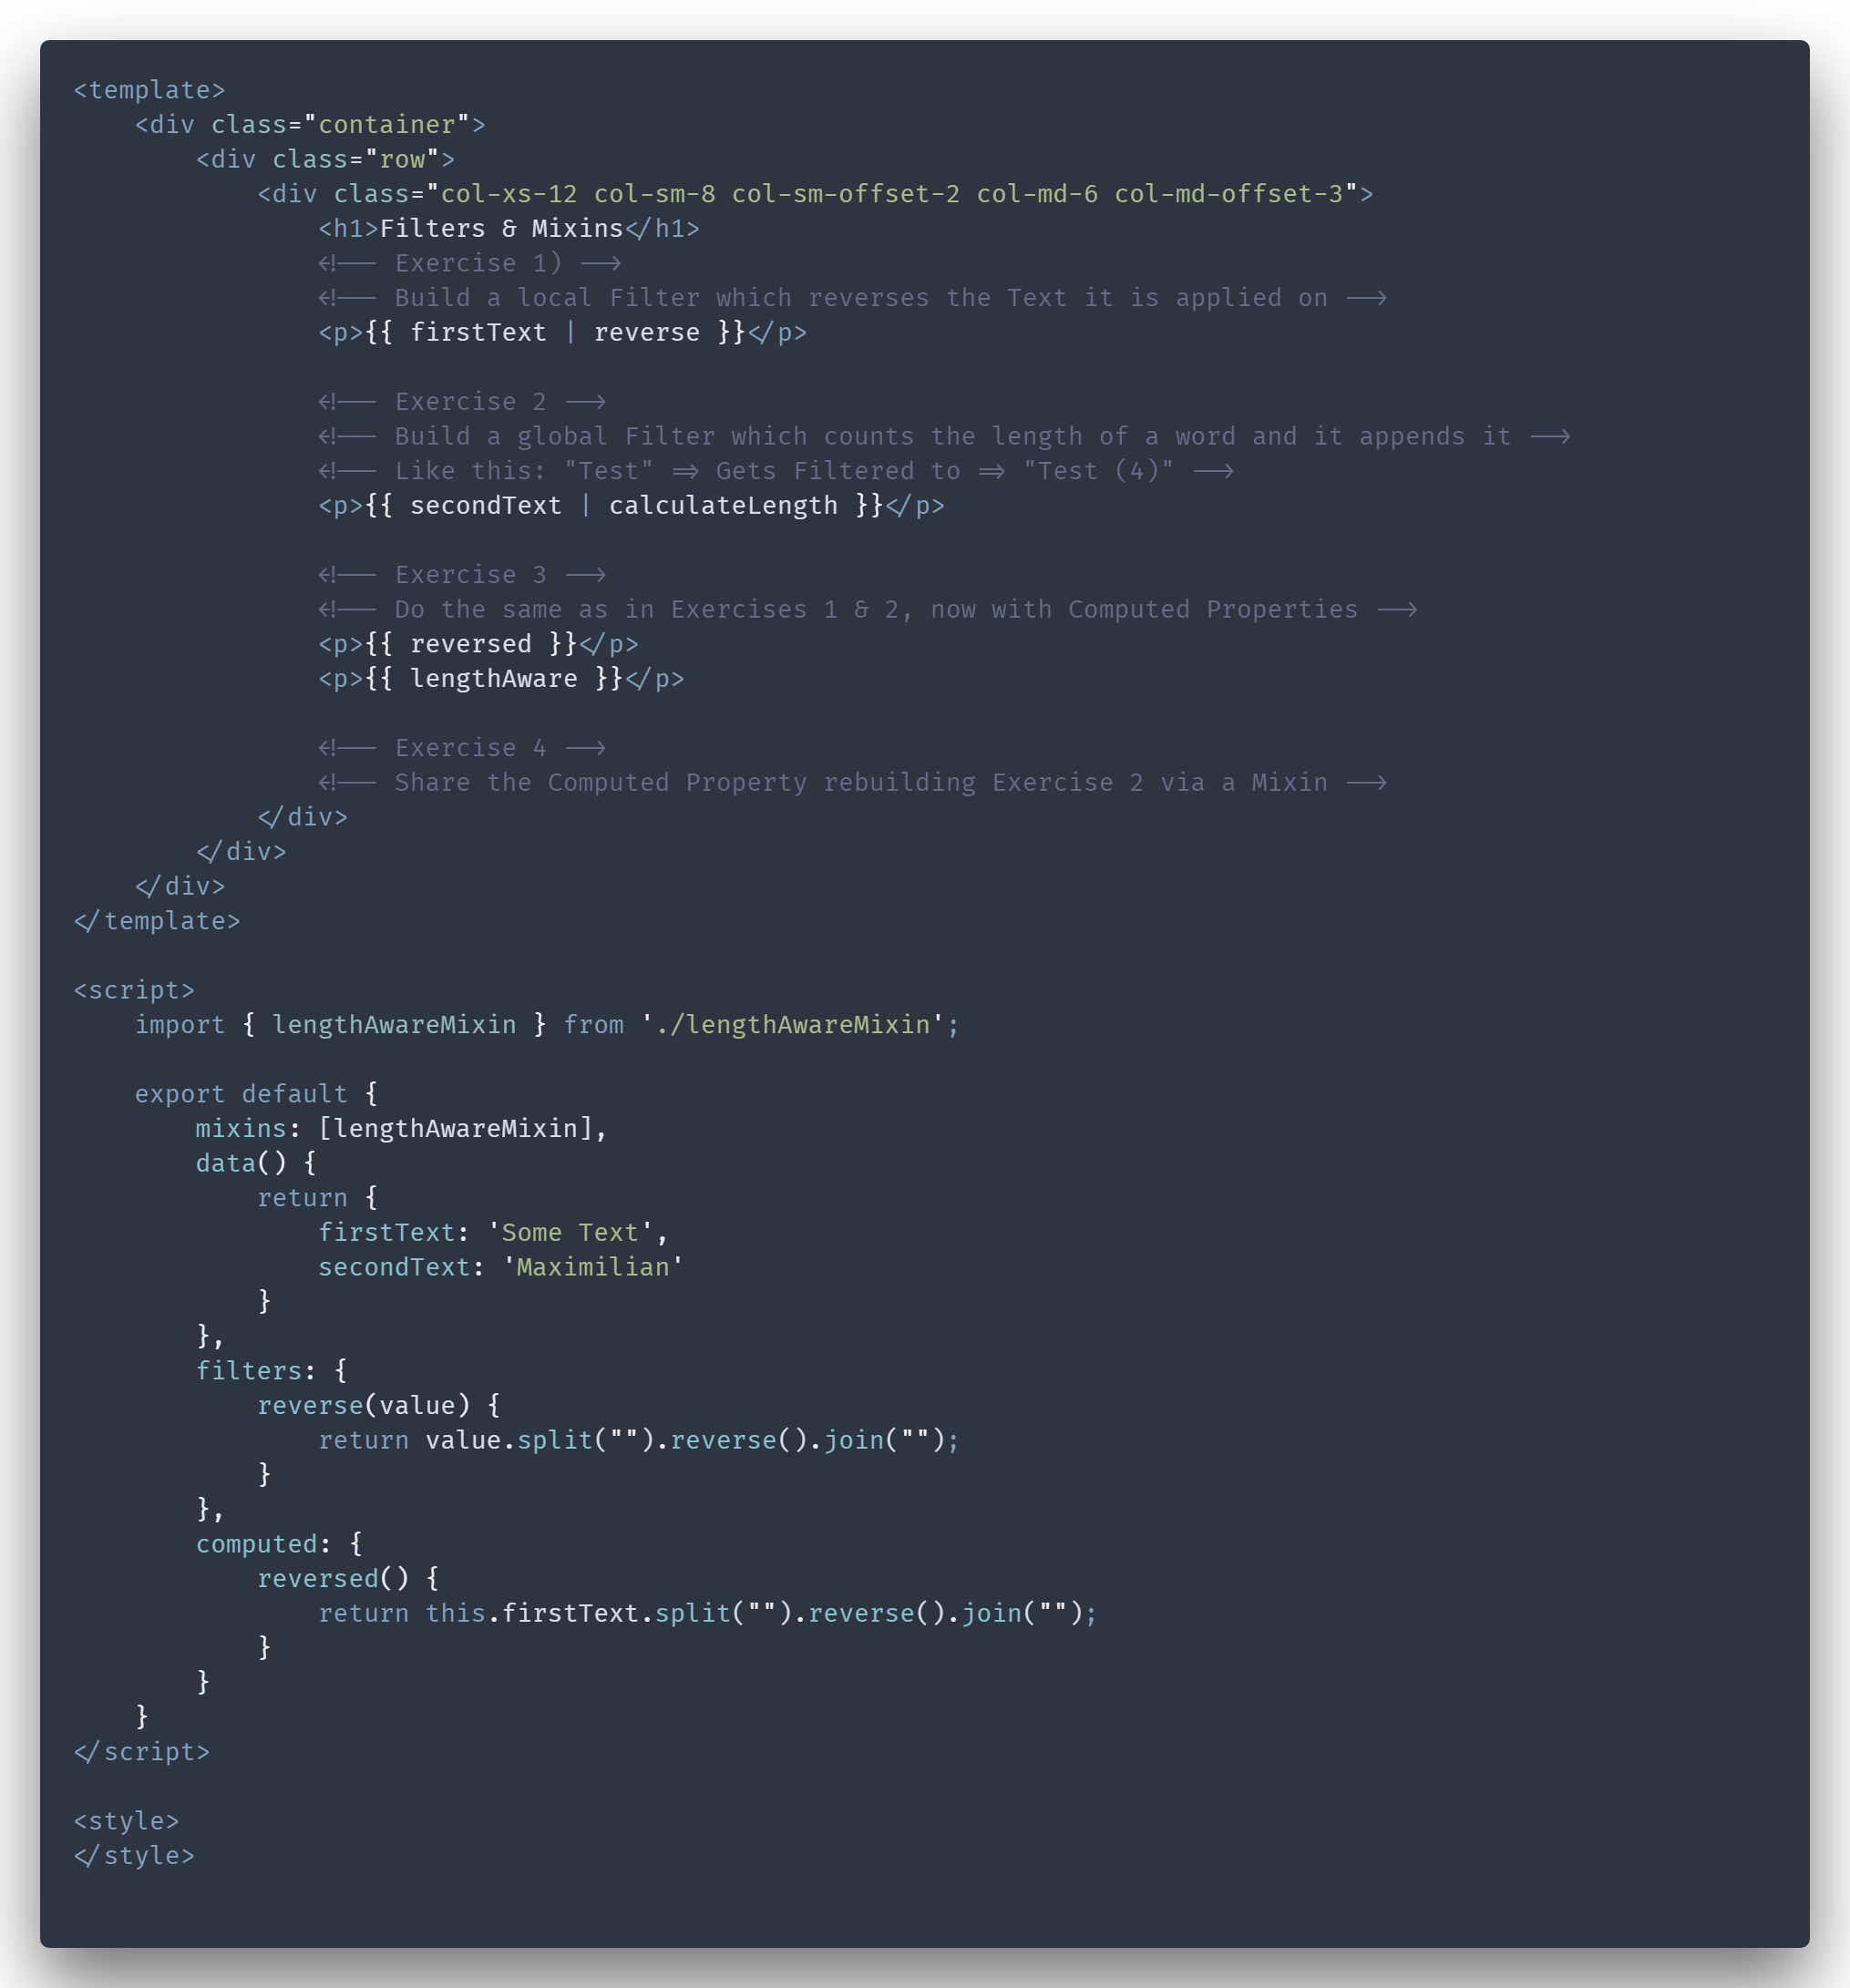 <template>
    <div class="container">
        <div class="row">
            <div class="col-xs-12 col-sm-8 col-sm-offset-2 col-md-6 col-md-offset-3">
                <h1>Filters & Mixins</h1>
                <!-- Exercise 1) -->
                <!-- Build a local Filter which reverses the Text it is applied on -->
                <p>{{ firstText | reverse }}</p>

                <!-- Exercise 2 -->
                <!-- Build a global Filter which counts the length of a word and it appends it -->
                <!-- Like this: "Test" => Gets Filtered to => "Test (4)" -->
                <p>{{ secondText | calculateLength }}</p>

                <!-- Exercise 3 -->
                <!-- Do the same as in Exercises 1 & 2, now with Computed Properties -->
                <p>{{ reversed }}</p>
                <p>{{ lengthAware }}</p>

                <!-- Exercise 4 -->
                <!-- Share the Computed Property rebuilding Exercise 2 via a Mixin -->
            </div>
        </div>
    </div>
</template>

<script>
    import { lengthAwareMixin } from './lengthAwareMixin';

    export default {
        mixins: [lengthAwareMixin],
        data() {
            return {
                firstText: 'Some Text',
                secondText: 'Maximilian'
            }
        },
        filters: {
            reverse(value) {
                return value.split("").reverse().join("");
            }
        },
        computed: {
            reversed() {
                return this.firstText.split("").reverse().join("");
            }
        }
    }
</script>

<style>
</style>